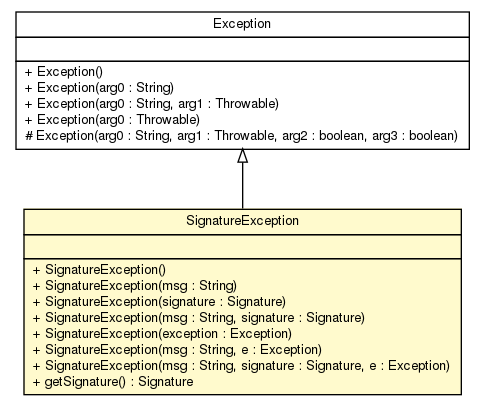 Exception
+ Exception()
+ Exception(arg0 : String)
+ Exception(arg0 : String, arg1 : Throwable)
+ Exception(arg0 : Throwable)
# Exception(arg0 : String, arg1 : Throwable, arg2 : boolean, arg3 : boolean)
SignatureException
+ SignatureException()
+ SignatureException(msg : String)
+ SignatureException(signature : Signature)
+ SignatureException(msg : String, signature : Signature)
+ SignatureException(exception : Exception)
+ SignatureException(msg : String, e : Exception)
+ SignatureException(msg : String, signature : Signature, e : Exception)
+ getSignature() : Signature